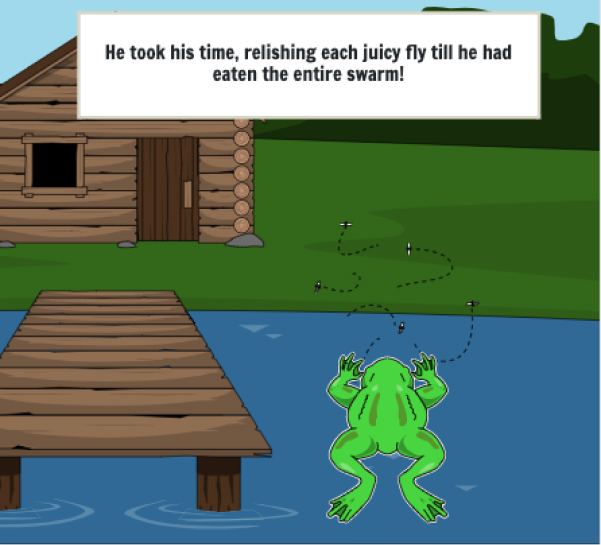 He took his time, relishing each juicy fly till he had
eaten the entire swarm!